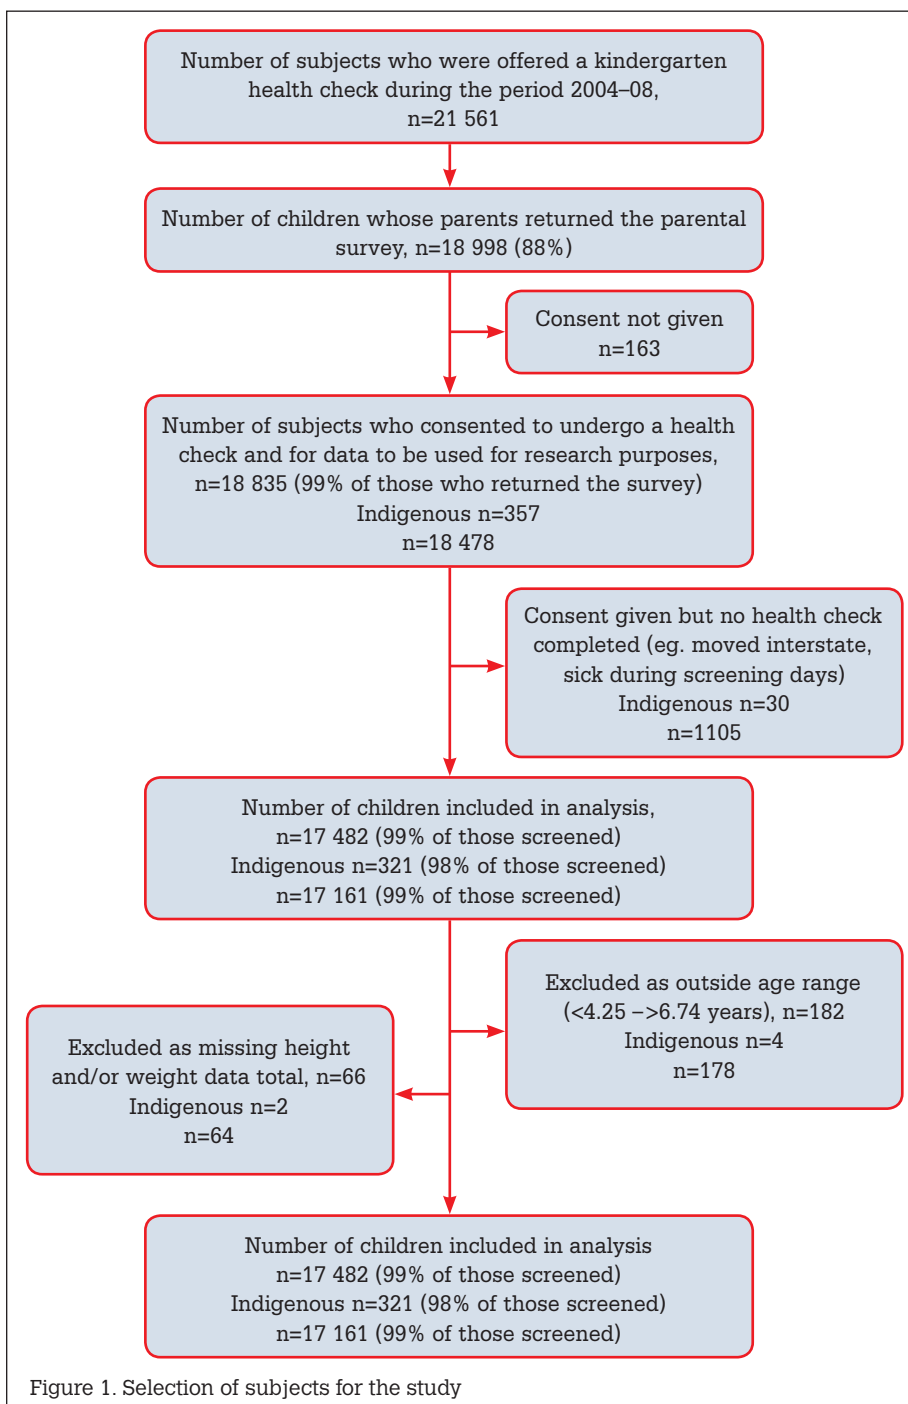 Number of subjects who were offered a kindergarten
health check during the period 2004–08,
n=21 561
Number of children whose parents returned the parental
survey, n=18 998 (88%)
Consent not given
n=163
Number of subjects who consented to undergo a health
check and for data to be used for research purposes,
n=18 835 (99% of those who returned the survey)
Indigenous n=357
n=18 478
Consent given but no health check
completed (eg. moved interstate,
sick during screening days)
Indigenous n=30
n=1105
Number of children included in analysis,
n=17 482 (99% of those screened)
Indigenous n=321 (98% of those screened)
n=17 161 (99% of those screened)
Excluded as outside age range
(<4.25 –>6.74 years), n=182
Indigenous n=4
n=178
Excluded as missing height
and/or weight data total, n=66
Indigenous n=2
n=64
Number of children included in analysis
n=17 482 (99% of those screened)
Indigenous n=321 (98% of those screened)
n=17 161 (99% of those screened)
Figure 1. Selection of subjects for the study